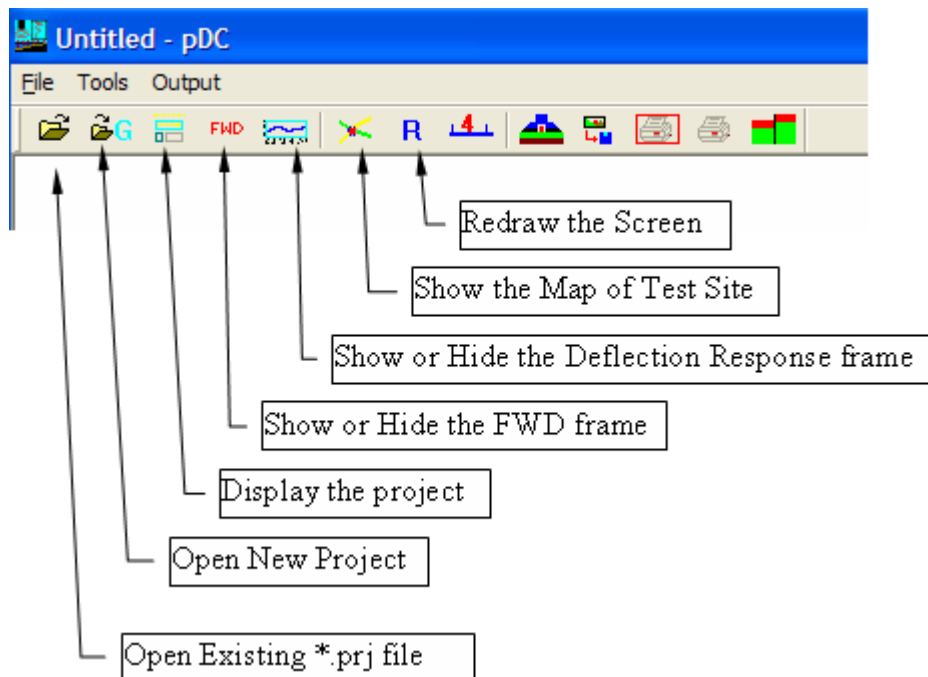 Untitled - pDC
File Tools Output
G FWD R 4
Redraw the Screen
Show the Map of Test Site
Show or Hide the Deflection Response frame
Show or Hide the FWD frame
Display the project
Open New Project
Open Existing *.prj file